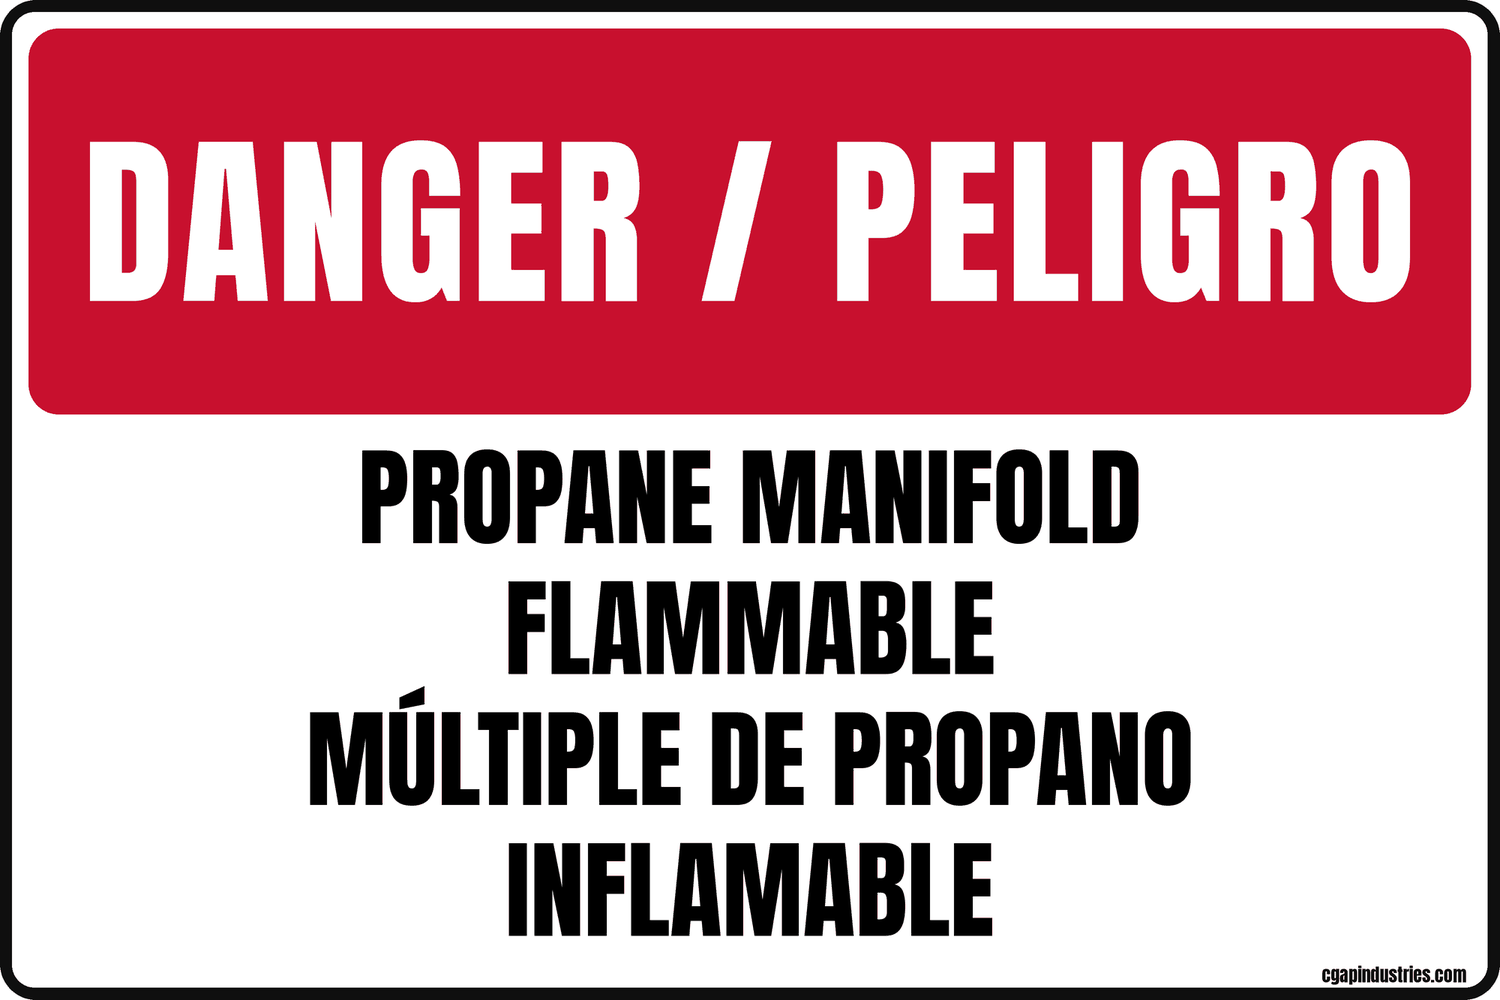 DANGER / PELIGRO
PROPANE MANIFOLD
FLAMMABLE
MÚLTIPLE DE PROPANO
INFLAMABLE
cgapindustries.com